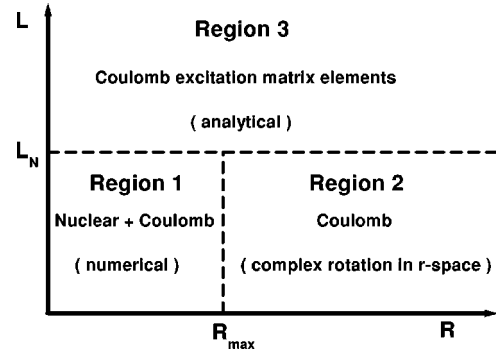 L
Region 3
Coulomb excitation matrix elements
( analytical )
L_N
Region 1
Region 2
Nuclear + Coulomb
Coulomb
( numerical )
( complex rotation in r-space )
R_max
R